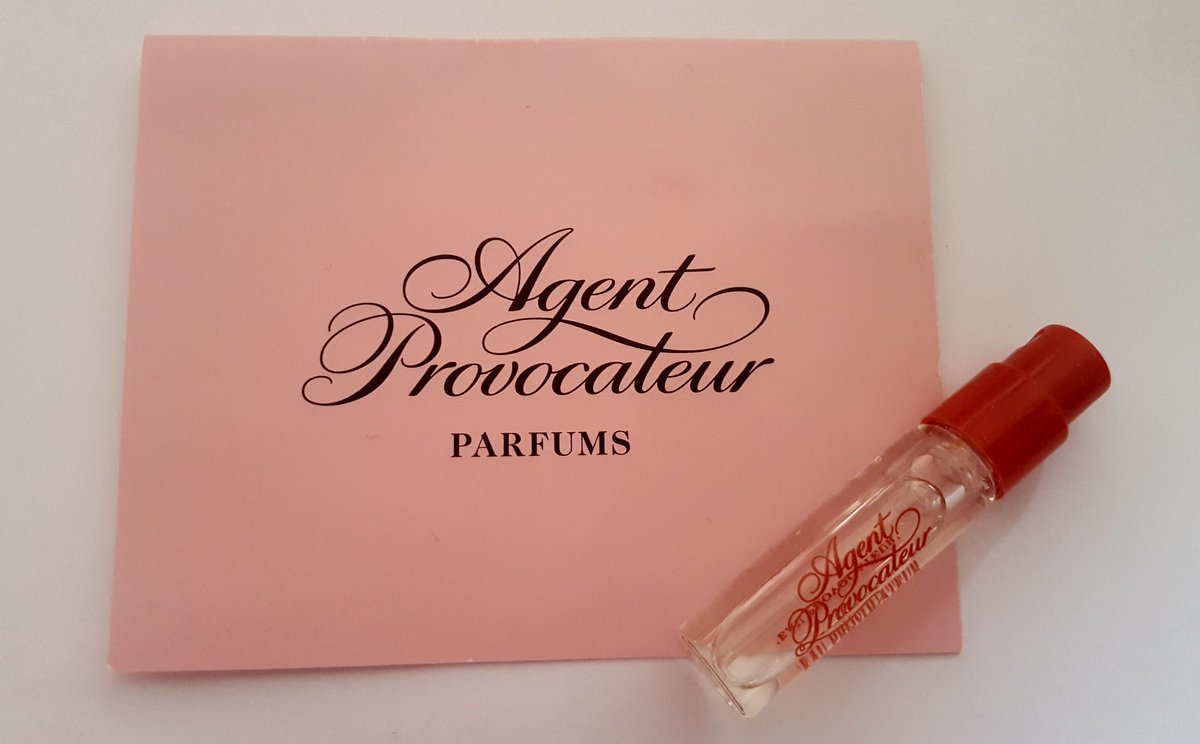 Agent
Provocateur
PARFUMS
Agent
Provocateur